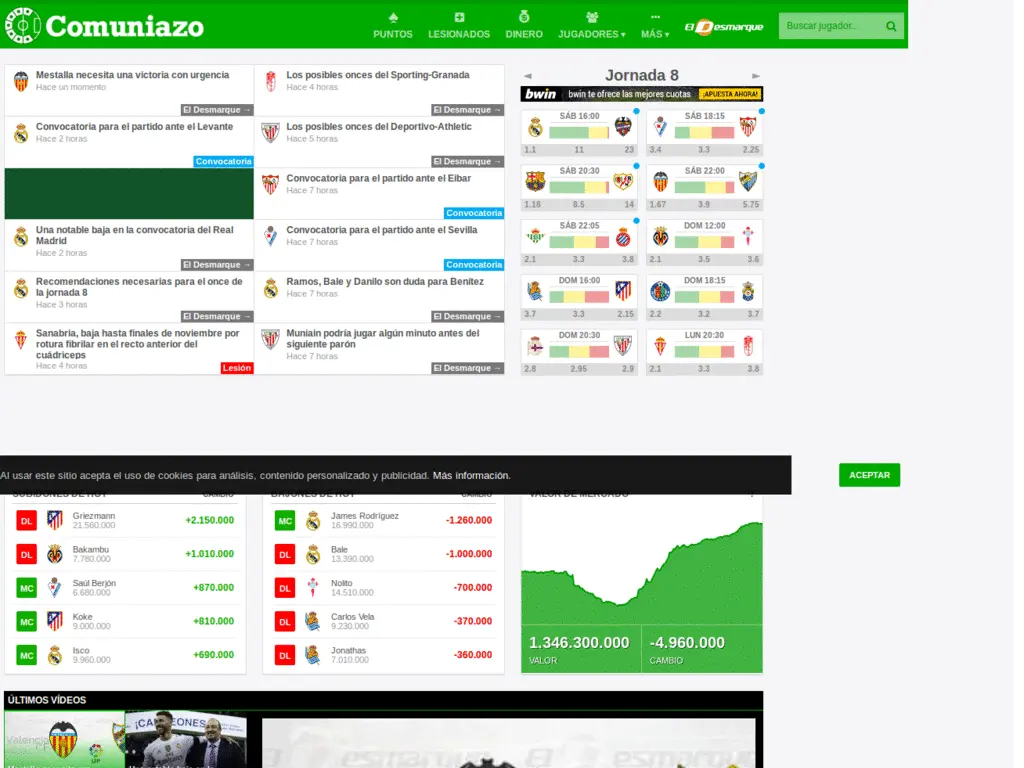 Comuniazo
PUNTOS
LESIONADOS
DINERO
JUGADORES ▾
MÁS ▾
El Desmarque
Buscar jugador...
Mestalla necesita una victoria con urgencia
Hace un momento
El Desmarque →
Los posibles onces del Sporting-Granada
Hace 4 horas
El Desmarque →
Convocatoria para el partido ante el Levante
Hace 2 horas
Convocatoria
Los posibles onces del Deportivo-Athletic
Hace 5 horas
El Desmarque →
Convocatoria para el partido ante el Eibar
Hace 7 horas
Convocatoria
Una notable baja en la convocatoria del Real
Madrid
Hace 2 horas
El Desmarque →
Convocatoria para el partido ante el Sevilla
Hace 7 horas
Convocatoria
Recomendaciones necesarias para el once de
la jornada 8
Hace 3 horas
El Desmarque →
Ramos, Bale y Danilo son duda para Benítez
Hace 7 horas
El Desmarque →
Sanabria, baja hasta finales de noviembre por
rotura fibrilar en el recto anterior del
cuádriceps
Hace 4 horas
Lesión
Muniain podría jugar algún minuto antes del
siguiente parón
Hace 7 horas
El Desmarque →
◄ Jornada 8 ►
bwin bwin te ofrece las mejores cuotas ¡APUESTA AHORA!
SÁB 16:00
1.1 11 23
SÁB 18:15
3.4 3.3 2.25
SÁB 20:30
1.18 8.5 14
SÁB 22:00
1.67 3.9 5.75
SÁB 22:05
2.1 3.3 3.8
DOM 12:00
2.1 3.5 3.6
DOM 16:00
3.7 3.3 2.15
DOM 18:15
2.2 3.2 3.7
DOM 20:30
2.8 2.95 2.9
LUN 20:30
2.1 3.3 3.8
Al usar este sitio acepta el uso de cookies para análisis, contenido personalizado y publicidad. Más información.
ACEPTAR
SUBIDONES DE HOY CAMBIO
DL Griezmann
21.560.000
+2.150.000
DL Bakambu
7.780.000
+1.010.000
MC Saúl Berjón
6.680.000
+870.000
MC Koke
9.000.000
+810.000
MC Isco
9.960.000
+690.000
BAJONES DE HOY CAMBIO
MC James Rodríguez
16.990.000
-1.260.000
DL Bale
13.390.000
-1.000.000
DL Nolito
14.510.000
-700.000
DL Carlos Vela
9.230.000
-370.000
DL Jonathas
7.010.000
-360.000
VALOR DE MERCADO
1.346.300.000
VALOR
-4.960.000
CAMBIO
ÚLTIMOS VÍDEOS
Valencia
¡CAMPEONES